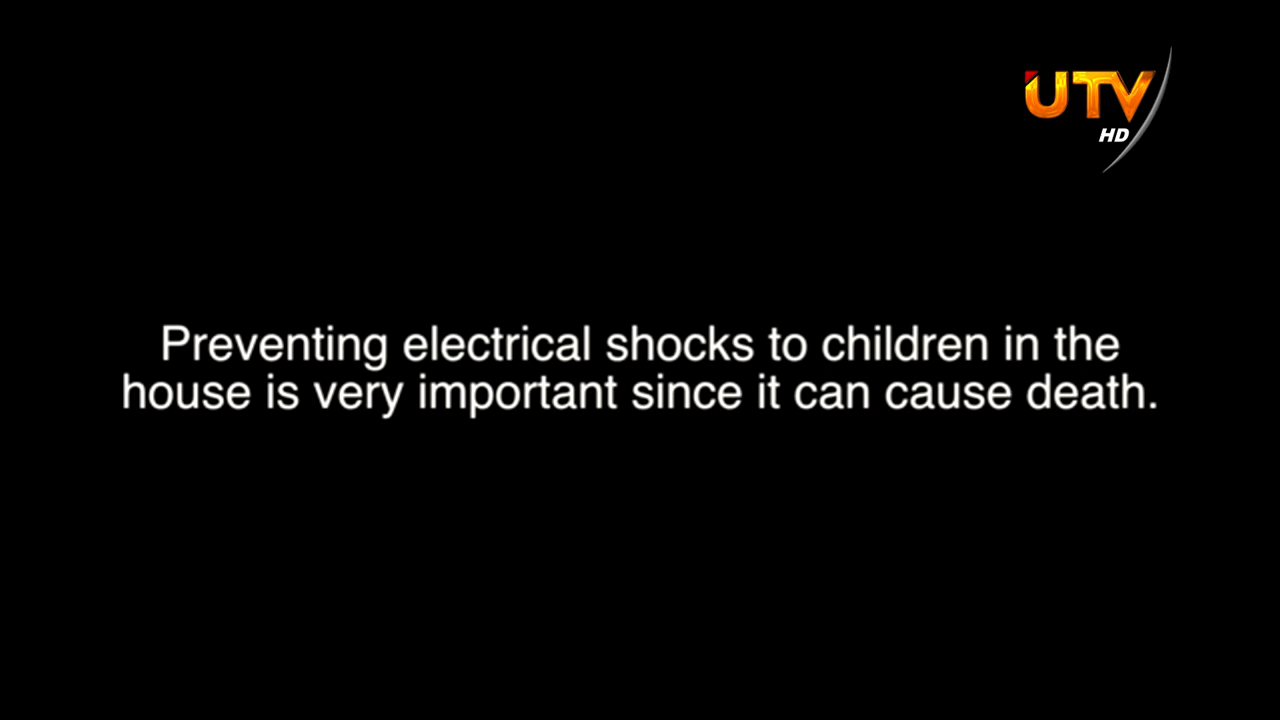 UTV
HD
Preventing electrical shocks to children in the
house is very important since it can cause death.